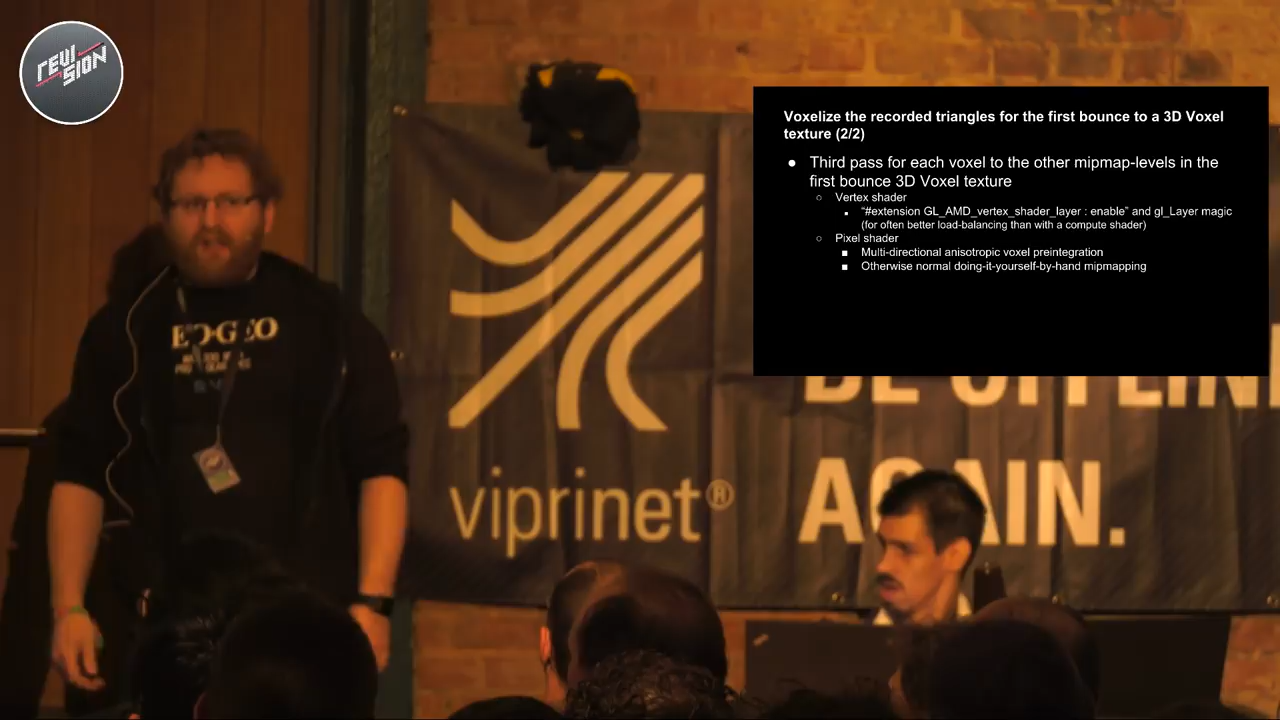 REVISION
Voxelize the recorded triangles for the first bounce to a 3D Voxel
texture (2/2)
● Third pass for each voxel to the other mipmap-levels in the
first bounce 3D Voxel texture
○ Vertex shader
■ “#extension GL_AMD_vertex_shader_layer : enable” and gl_Layer magic
(for often better load-balancing than with a compute shader)
○ Pixel shader
■ Multi-directional anisotropic voxel preintegration
■ Otherwise normal doing-it-yourself-by-hand mipmapping
viprinet®
AGAIN.